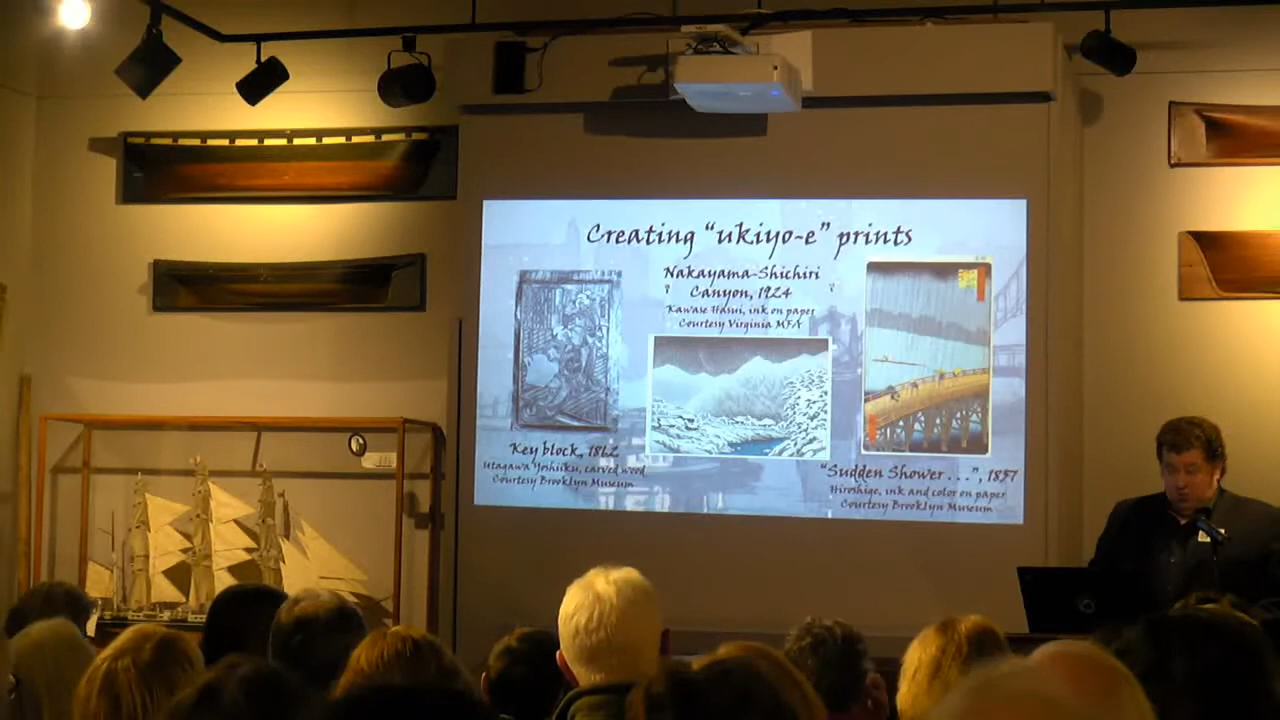 Creating "ukiyo-e" prints
Nakayama-Shichiri
Canyon, 1924
Kawase Hasui, ink on paper
Courtesy Virginia MFA
Key block, 1862
Utagawa Yoshiiku, carved wood
Courtesy Brooklyn Museum
"Sudden Shower . . .", 1857
Hiroshige, ink and color on paper
Courtesy Brooklyn Museum